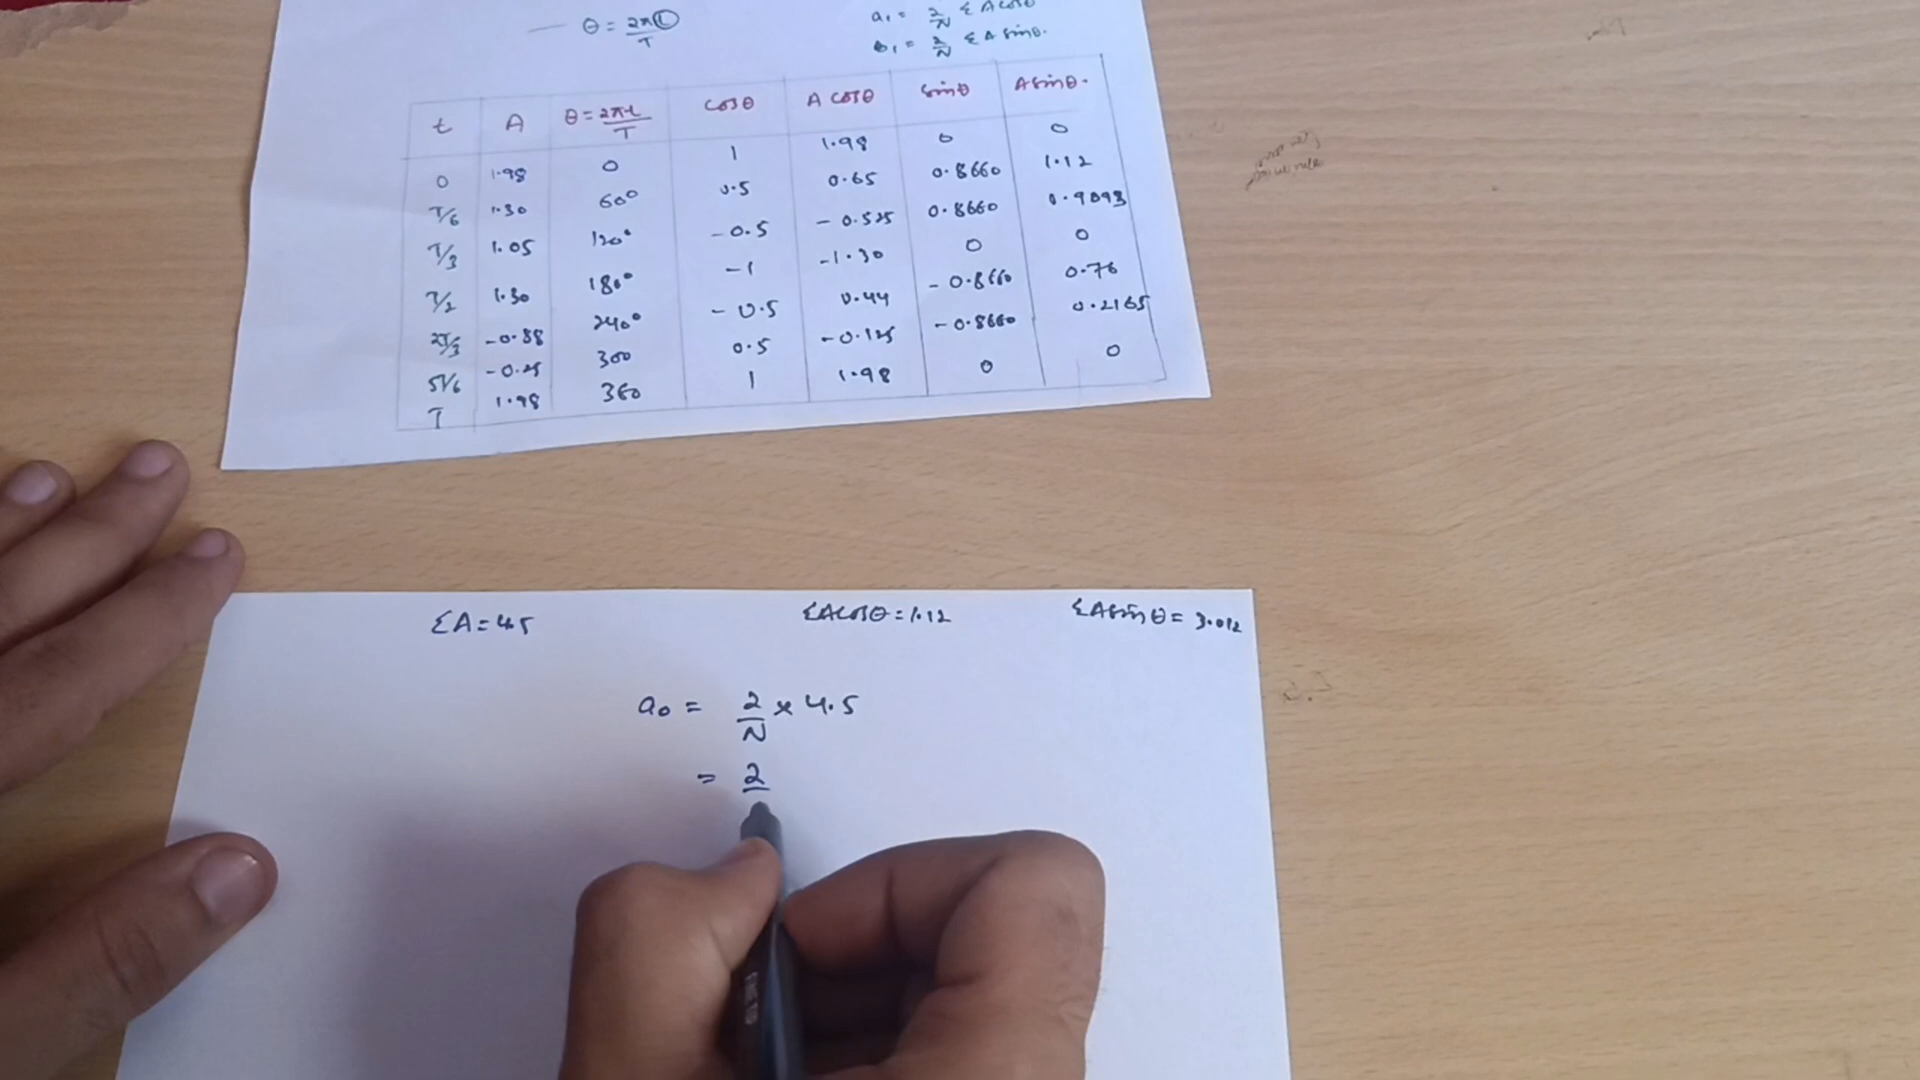 θ = 2πt/T
a₁ = 2/N Σ A cosθ
b₁ = 2/N Σ A sinθ.
t A θ = 2πt/T cosθ A cosθ sinθ A sinθ.
0 1.98 0 1 1.98 0 0
T/6 1.30 60° 0.5 0.65 0.8660 1.12
T/3 1.05 120° -0.5 -0.525 0.8660 0.9093
T/2 1.30 180° -1 -1.30 0 0
2T/3 -0.88 240° -0.5 0.44 -0.8660 0.76
5T/6 -0.25 300 0.5 -0.125 -0.8660 0.2165
T 1.98 360 1 1.98 0 0
ΣA = 4.5 ΣAcosθ = 1.12 ΣAsinθ = 3.012
a₀ = 2/N × 4.5
= 2